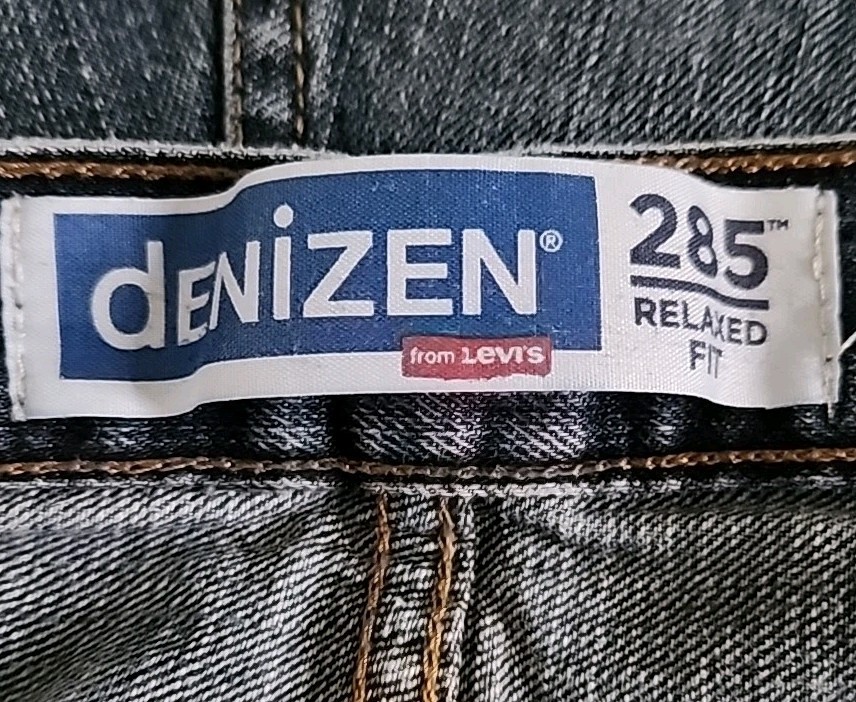 dENiZEN®
from Levi's
285™
RELAXED
FIT